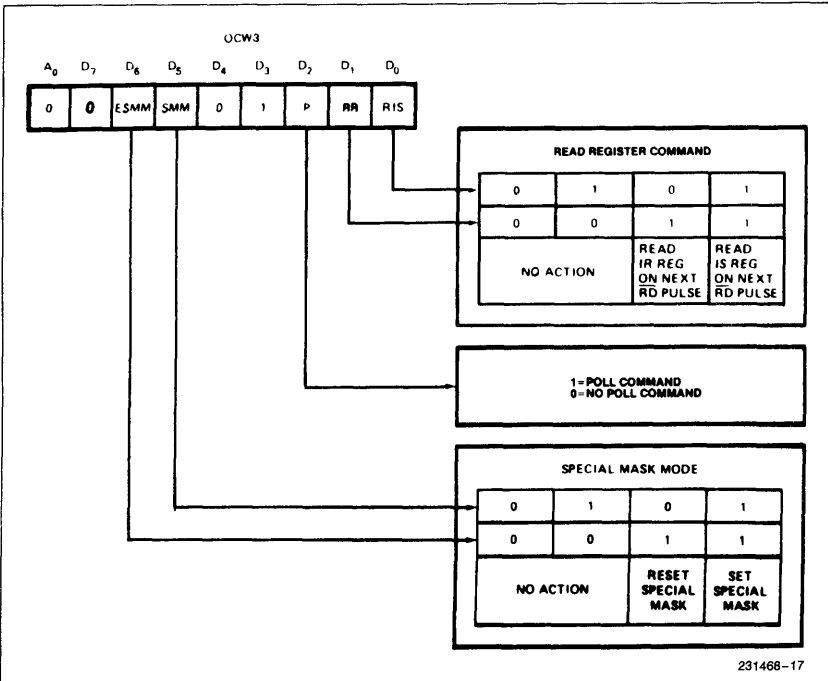 OCW3
A0 D7 D6 D5 D4 D3 D2 D1 D0
0 0 ESMM SMM 0 1 P RR RIS
READ REGISTER COMMAND
0 1 0 1
0 0 1 1
NO ACTION
READ
IR REG
ON NEXT
RD PULSE
READ
IS REG
ON NEXT
RD PULSE
1=POLL COMMAND
0=NO POLL COMMAND
SPECIAL MASK MODE
0 1 0 1
0 0 1 1
NO ACTION
RESET
SPECIAL
MASK
SET
SPECIAL
MASK
231468-17